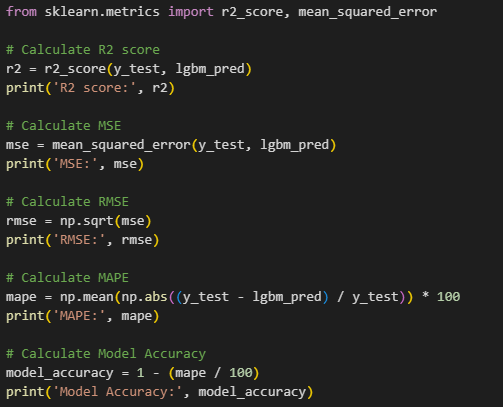 from sklearn.metrics import r2_score, mean_squared_error
# Calculate R2 score
r2 = r2_score(y_test, lgbm_pred)
print('R2 score:', r2)
# Calculate MSE
mse = mean_squared_error(y_test, lgbm_pred)
print('MSE:', mse)
# Calculate RMSE
rmse = np.sqrt(mse)
print('RMSE:', rmse)
# Calculate MAPE
mape = np.mean(np.abs((y_test - lgbm_pred) / y_test)) * 100
print('MAPE:', mape)
# Calculate Model Accuracy
model_accuracy = 1 - (mape / 100)
print('Model Accuracy:', model_accuracy)